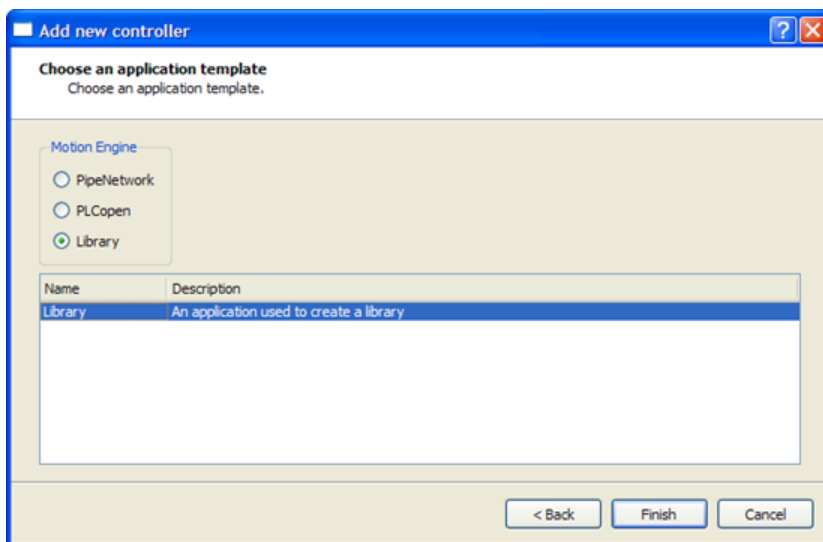 Add new controller
Choose an application template
Choose an application template.
Motion Engine
PipeNetwork
PLCopen
Library
Name Description
Library An application used to create a library
< Back Finish Cancel